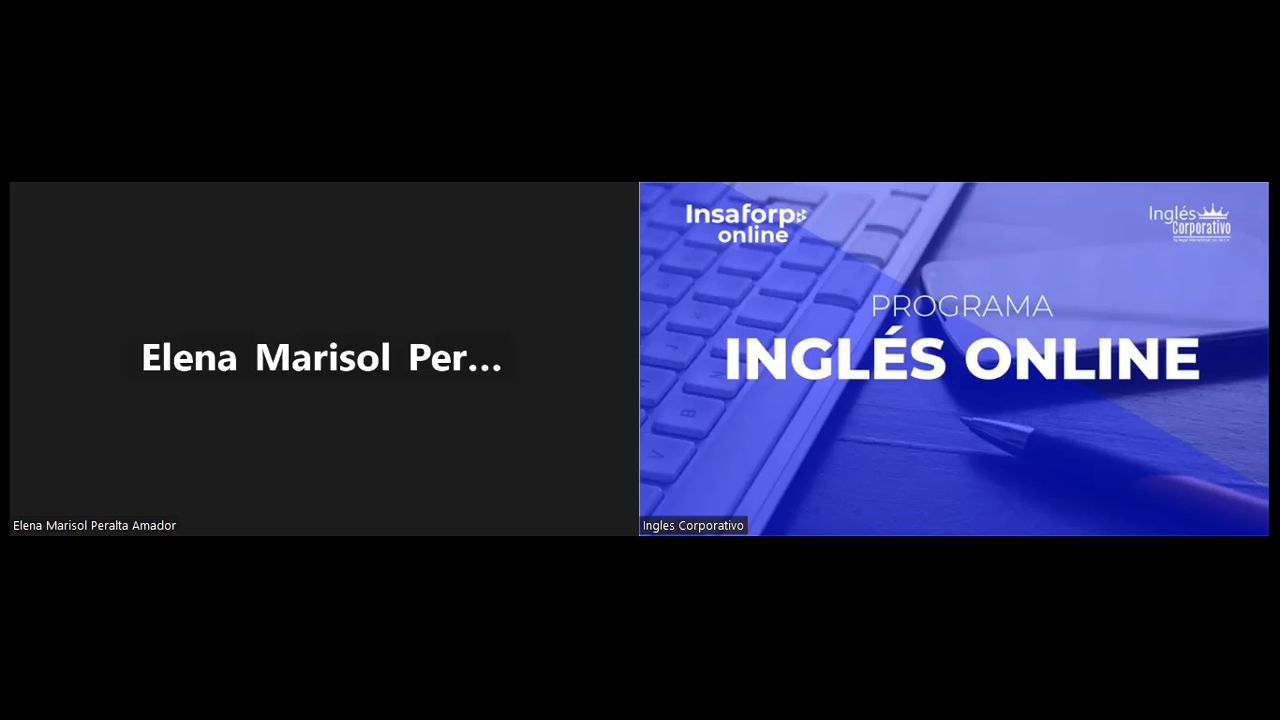 Elena Marisol Per...
Elena Marisol Peralta Amador
Insaforp
online
Inglés
Corporativo
PROGRAMA
INGLÉS ONLINE
Ingles Corporativo